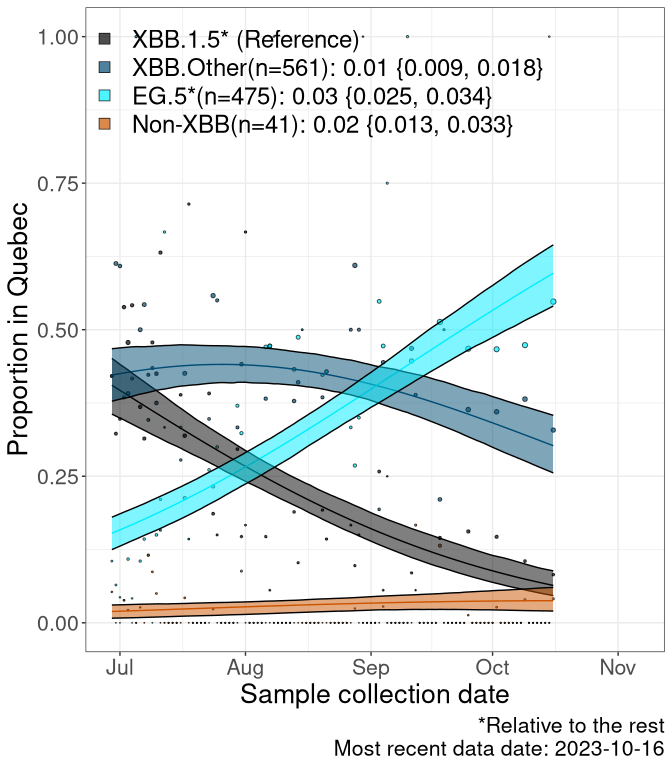 1.00
XBB.1.5* (Reference)
XBB.Other(n=561): 0.01 {0.009, 0.018}
EG.5*(n=475): 0.03 {0.025, 0.034}
Non-XBB(n=41): 0.02 {0.013, 0.033}
0.75
0.50
0.25
0.00
Proportion in Quebec
Jul Aug Sep Oct Nov
Sample collection date
*Relative to the rest
Most recent data date: 2023-10-16